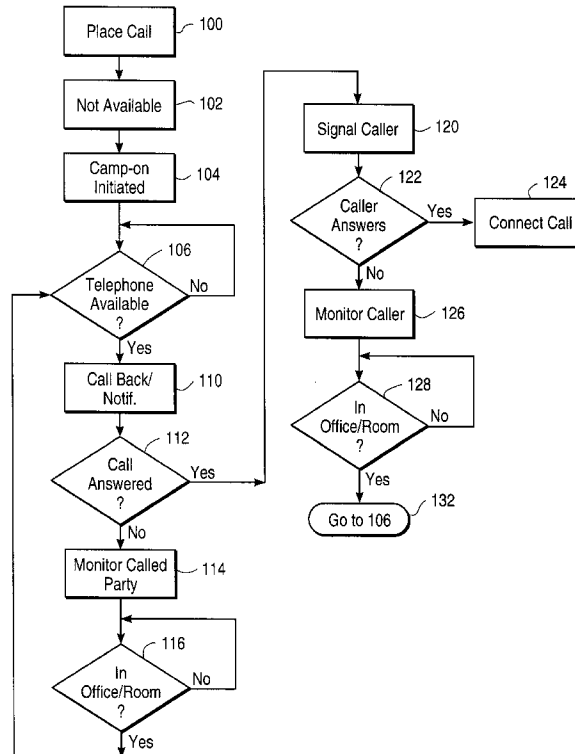 Place Call
100
Not Available
102
Camp-on
Initiated
104
106
Telephone
Available
?
No
Yes
Call Back/
Notif.
110
112
Call
Answered
?
Yes
No
Monitor Called
Party
114
116
In
Office/Room
?
No
Yes
Signal Caller
120
122
Caller
Answers
?
Yes
No
124
Connect Call
Monitor Caller
126
128
In
Office/Room
?
No
Yes
Go to 106
132